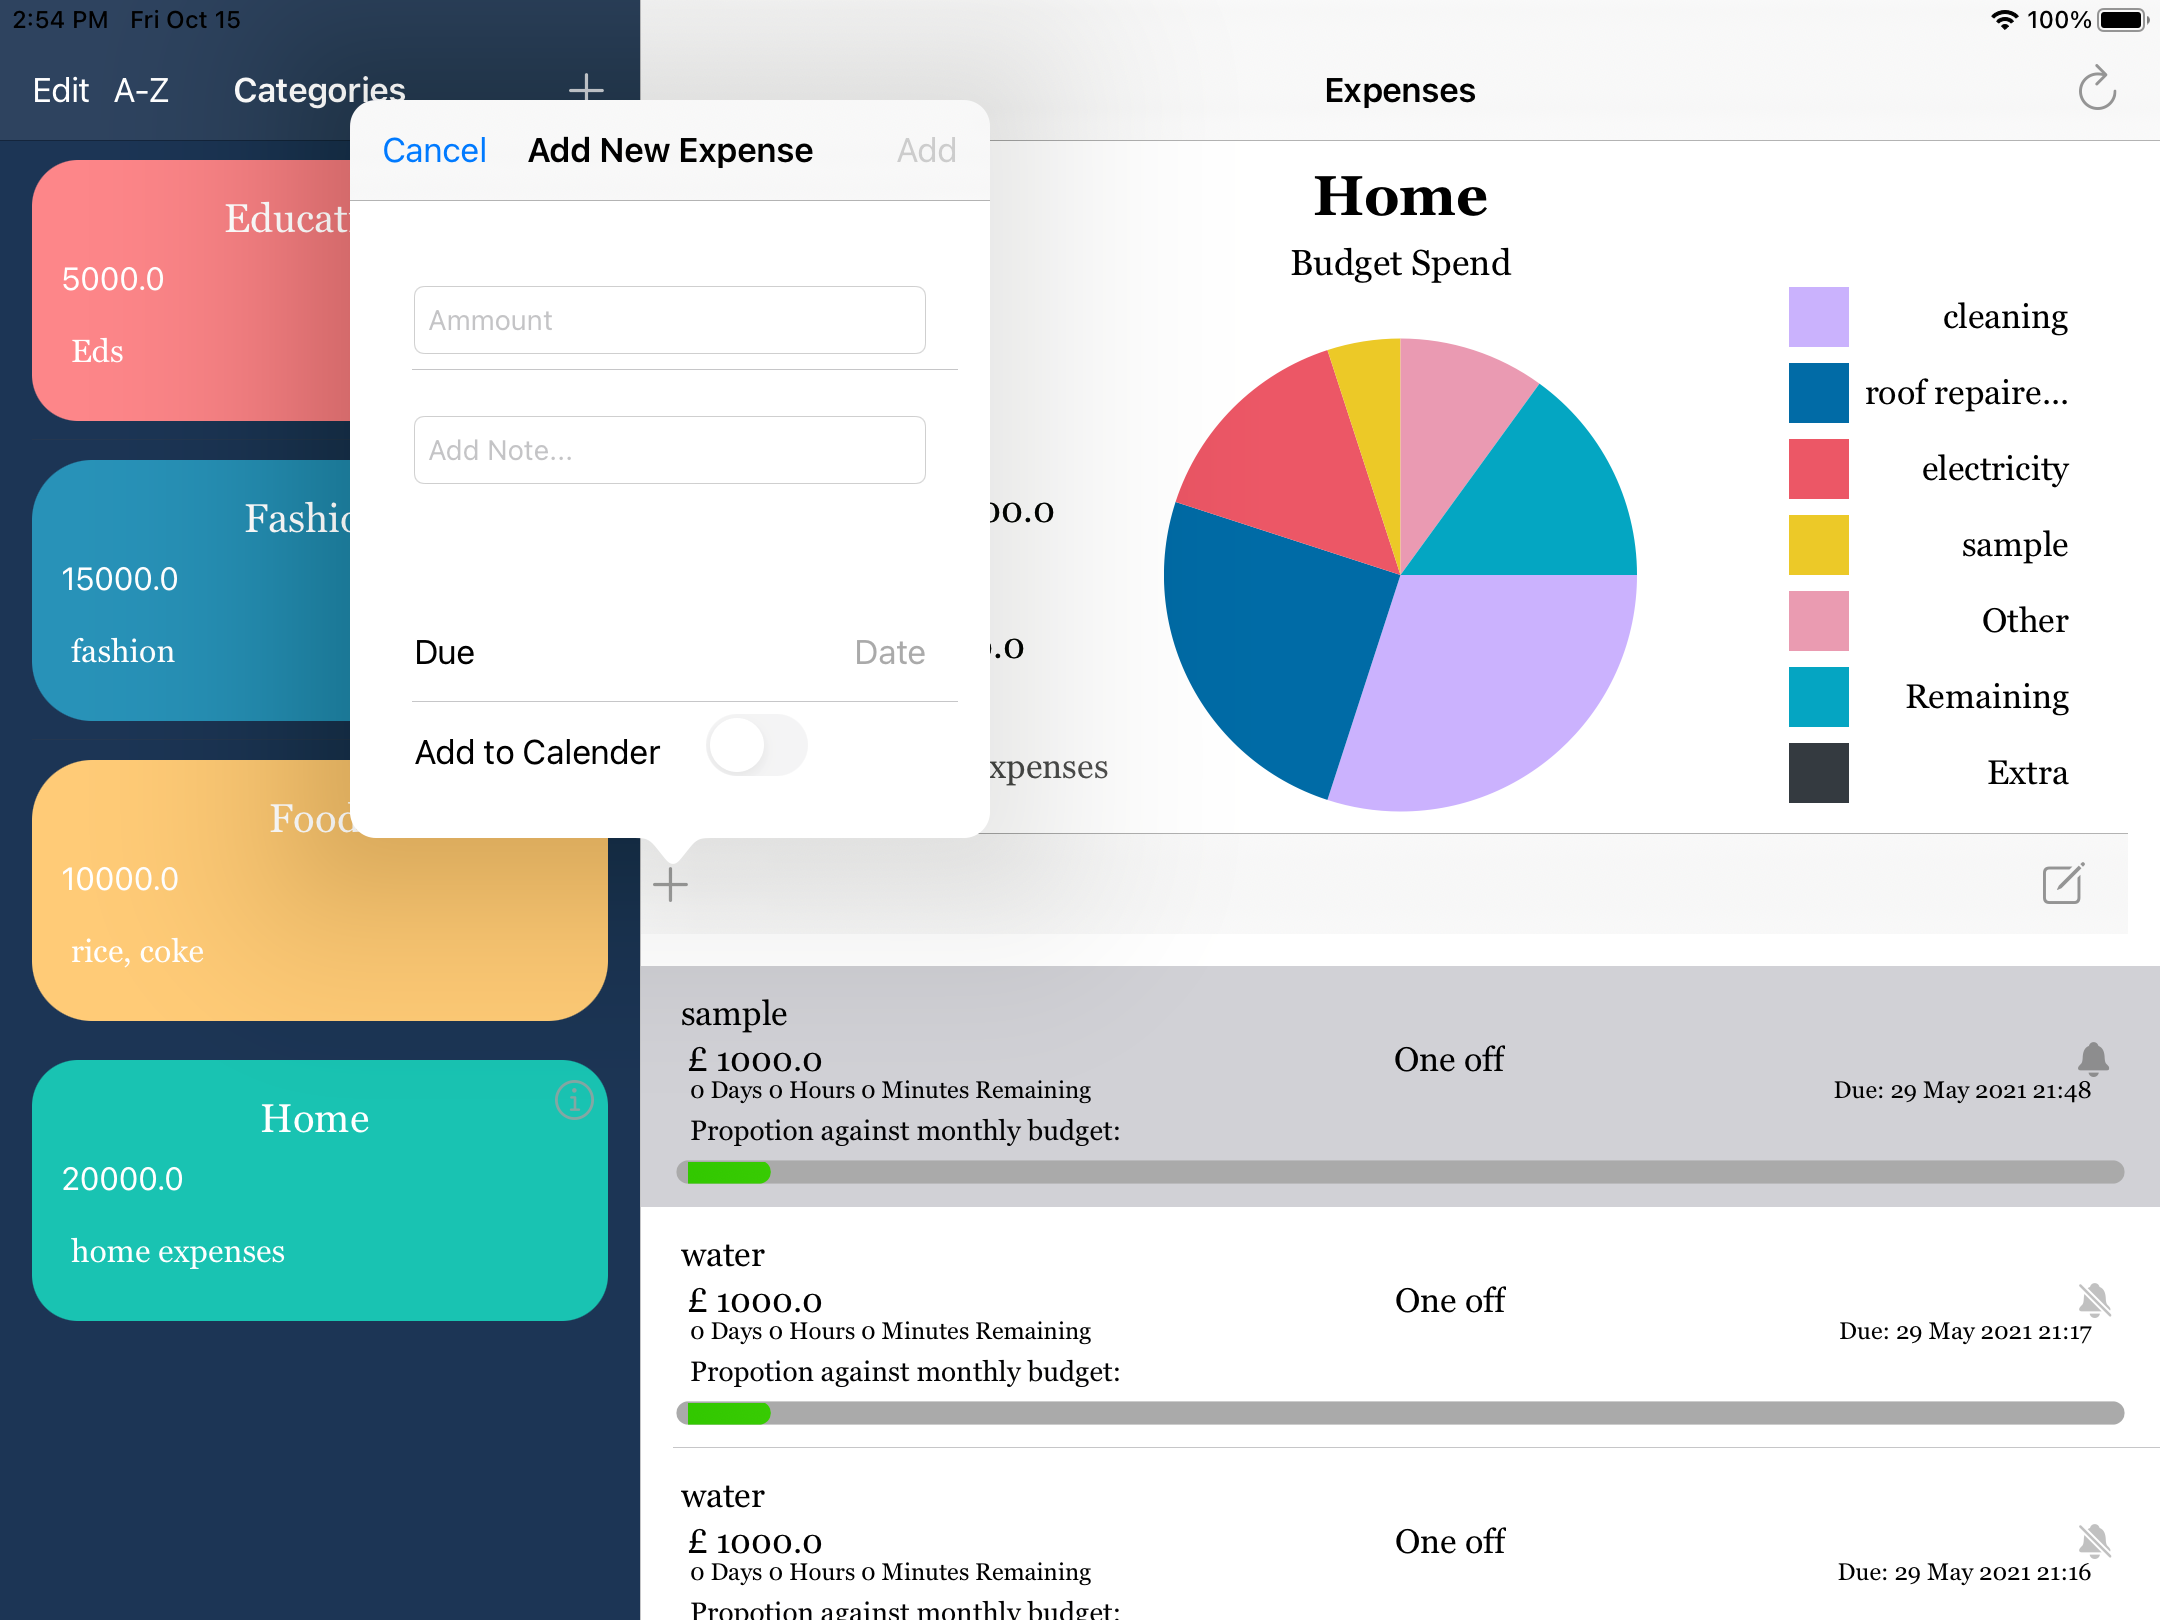 2:54 PM Fri Oct 15
100%
Edit A-Z Categories
Expenses
Cancel Add New Expense Add
Ammount
Add Note...
Due Date
Add to Calender
5000.0
Eds
15000.0
fashion
Food
10000.0
rice, coke
Home
20000.0
home expenses
Home
Budget Spend
cleaning
roof repaire...
electricity
sample
Other
Remaining
Extra
sample
£ 1000.0 One off
0 Days 0 Hours 0 Minutes Remaining Due: 29 May 2021 21:48
Propotion against monthly budget:
water
£ 1000.0 One off
0 Days 0 Hours 0 Minutes Remaining Due: 29 May 2021 21:17
Propotion against monthly budget:
water
£ 1000.0 One off
0 Days 0 Hours 0 Minutes Remaining Due: 29 May 2021 21:16
Propotion against monthly budget: